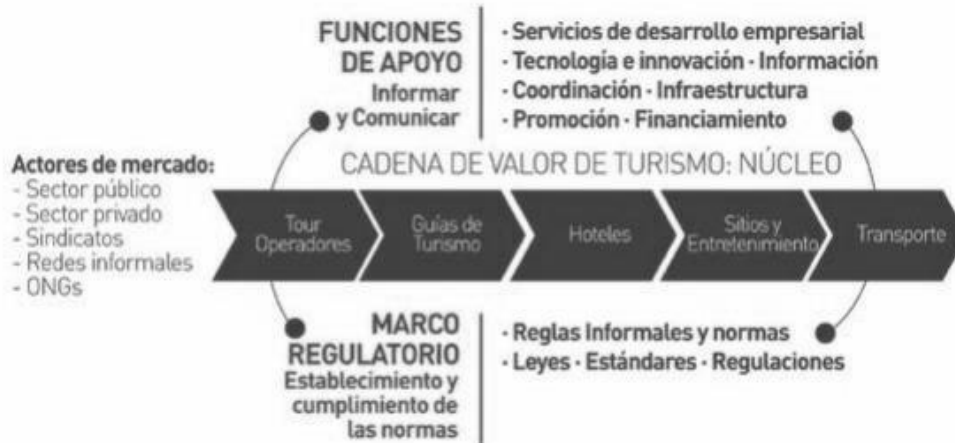 FUNCIONES
DE APOYO
Informar
y Comunicar
· Servicios de desarrollo empresarial
· Tecnología e innovación · Información
· Coordinación · Infraestructura
· Promoción · Financiamiento
Actores de mercado:
- Sector público
- Sector privado
- Sindicatos
- Redes informales
- ONGs
CADENA DE VALOR DE TURISMO: NÚCLEO
Tour
Operadores
Guías de
Turismo
Hoteles
Sitios y
Entretenimiento
Transporte
MARCO
REGULATORIO
Establecimiento y
cumplimiento de
las normas
· Reglas Informales y normas
· Leyes · Estándares · Regulaciones